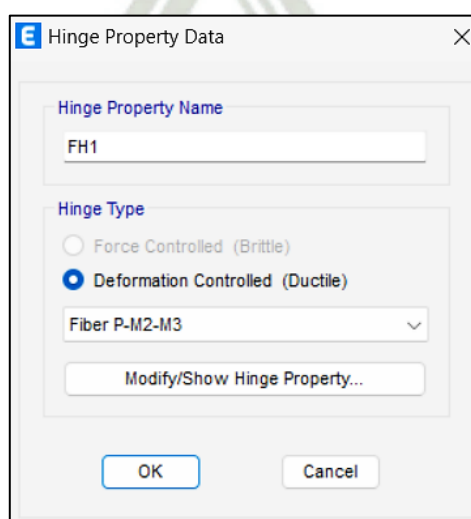 E Hinge Property Data
Hinge Property Name
FH1
Hinge Type
Force Controlled (Brittle)
Deformation Controlled (Ductile)
Fiber P-M2-M3
Modify/Show Hinge Property...
OK Cancel